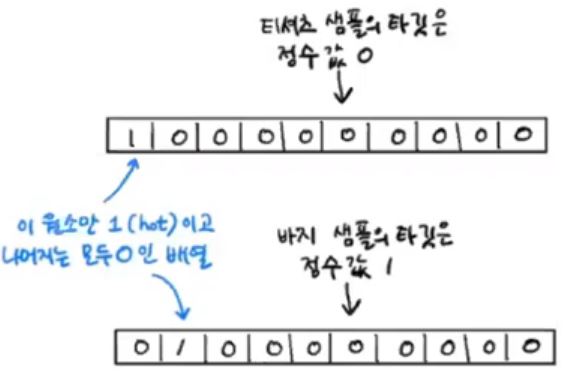 티셔츠 샘플의 타깃은
정수값 0
1 0 0 0 0 0 0 0 0 0
이 원소만 1(hot)이고
나머지는 모두 0인 배열
바지 샘플의 타깃은
정수값 1
0 1 0 0 0 0 0 0 0 0